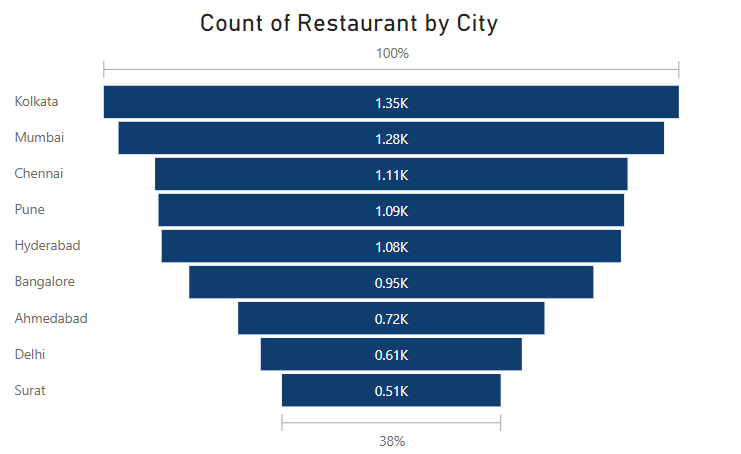 Count of Restaurant by City
100%
Kolkata 1.35K
Mumbai 1.28K
Chennai 1.11K
Pune 1.09K
Hyderabad 1.08K
Bangalore 0.95K
Ahmedabad 0.72K
Delhi 0.61K
Surat 0.51K
38%